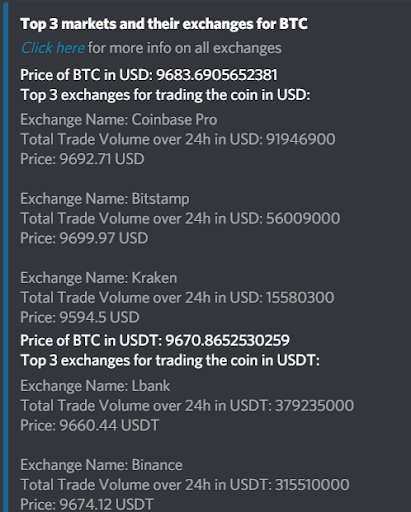 Top 3 markets and their exchanges for BTC
Click here for more info on all exchanges
Price of BTC in USD: 9683.6905652381
Top 3 exchanges for trading the coin in USD:
Exchange Name: Coinbase Pro
Total Trade Volume over 24h in USD: 91946900
Price: 9692.71 USD
Exchange Name: Bitstamp
Total Trade Volume over 24h in USD: 56009000
Price: 9699.97 USD
Exchange Name: Kraken
Total Trade Volume over 24h in USD: 15580300
Price: 9594.5 USD
Price of BTC in USDT: 9670.8652530259
Top 3 exchanges for trading the coin in USDT:
Exchange Name: Lbank
Total Trade Volume over 24h in USDT: 379235000
Price: 9660.44 USDT
Exchange Name: Binance
Total Trade Volume over 24h in USDT: 315510000
Price: 9674.12 USDT